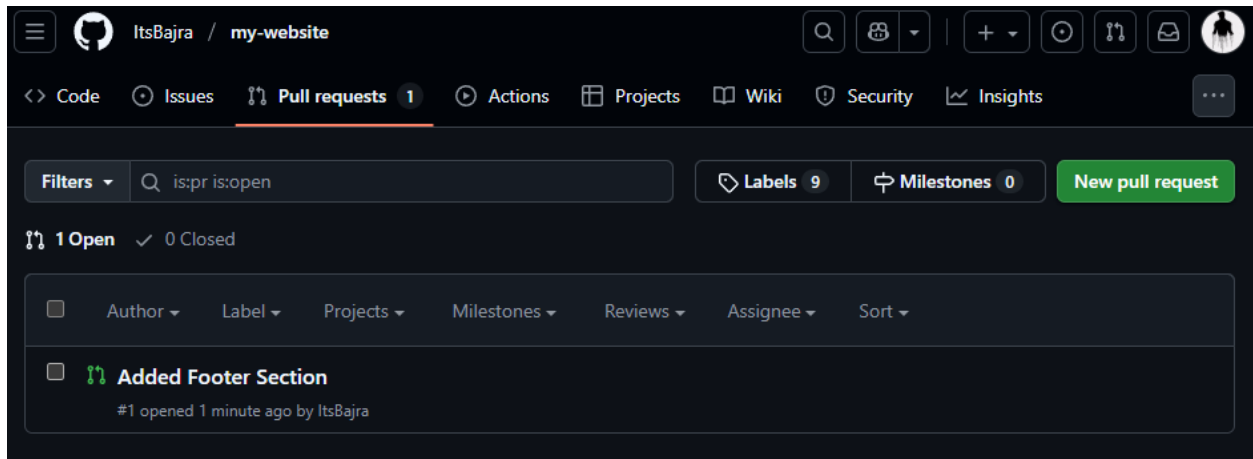 ItsBajra / my-website
<> Code Issues Pull requests 1 Actions Projects Wiki Security Insights ...
Filters is:pr is:open Labels 9 Milestones 0 New pull request
1 Open 0 Closed
Author Label Projects Milestones Reviews Assignee Sort
Added Footer Section
#1 opened 1 minute ago by ItsBajra